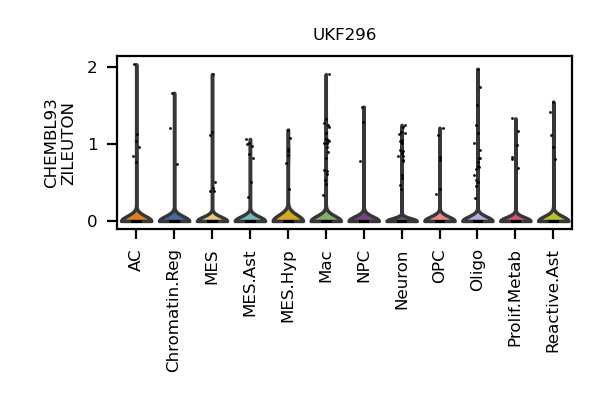 UKF296
CHEMBL93
ZILEUTON
2
1
0
AC
Chromatin.Reg
MES
MES.Ast
MES.Hyp
Mac
NPC
Neuron
OPC
Oligo
Prolif.Metab
Reactive.Ast